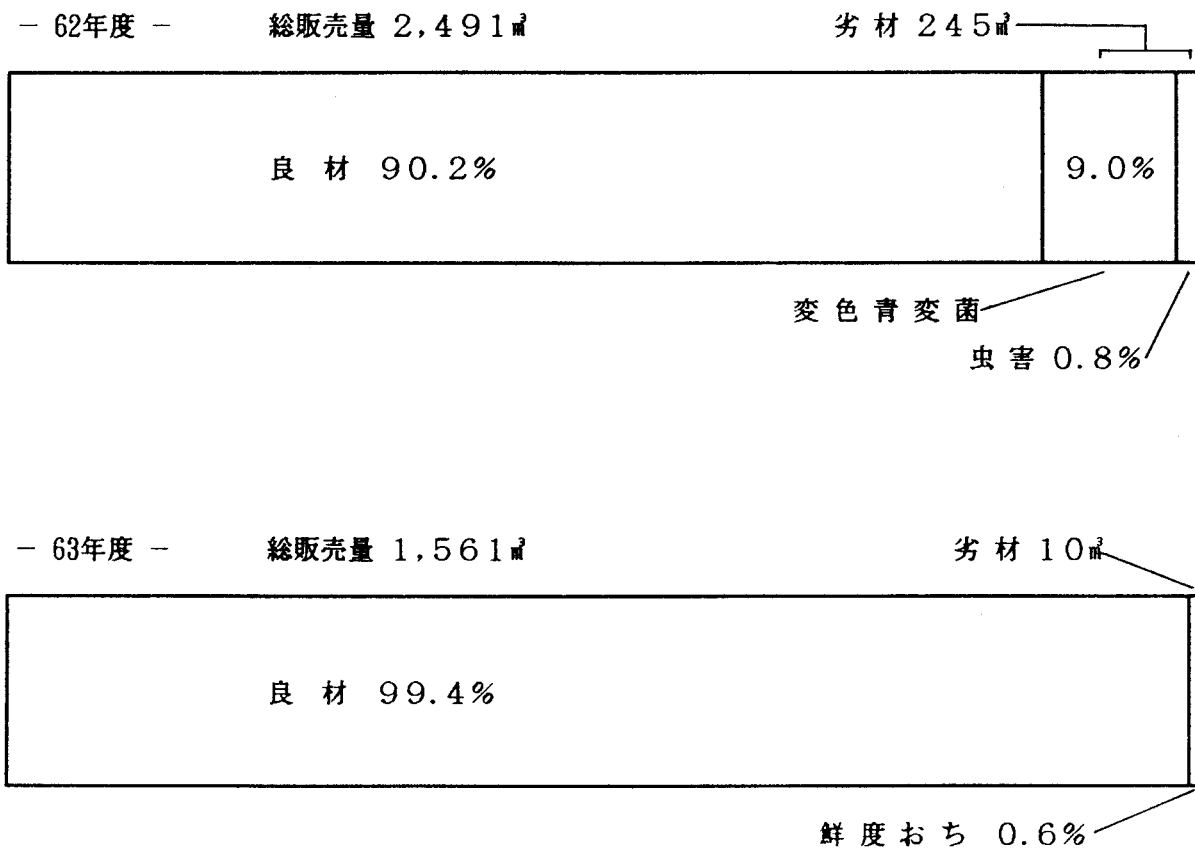 － 62年度 － 総販売量 2,491㎥ 劣材 245㎥
良材 90.2% 9.0%
変色青変菌
虫害 0.8%
－ 63年度 － 総販売量 1,561㎥ 劣材 10㎥
良材 99.4%
鮮度おち 0.6%